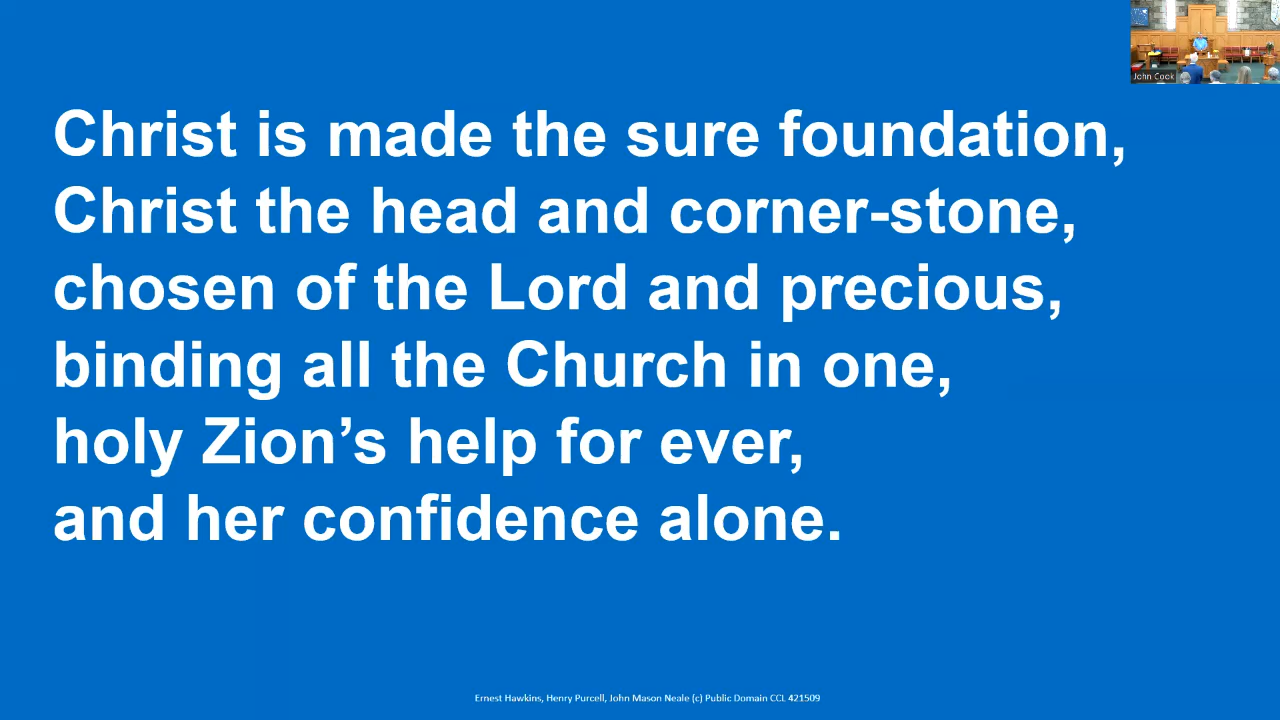 John Cook
Christ is made the sure foundation,
Christ the head and corner-stone,
chosen of the Lord and precious,
binding all the Church in one,
holy Zion’s help for ever,
and her confidence alone.
Ernest Hawkins, Henry Purcell, John Mason Neale (c) Public Domain CCL 421509